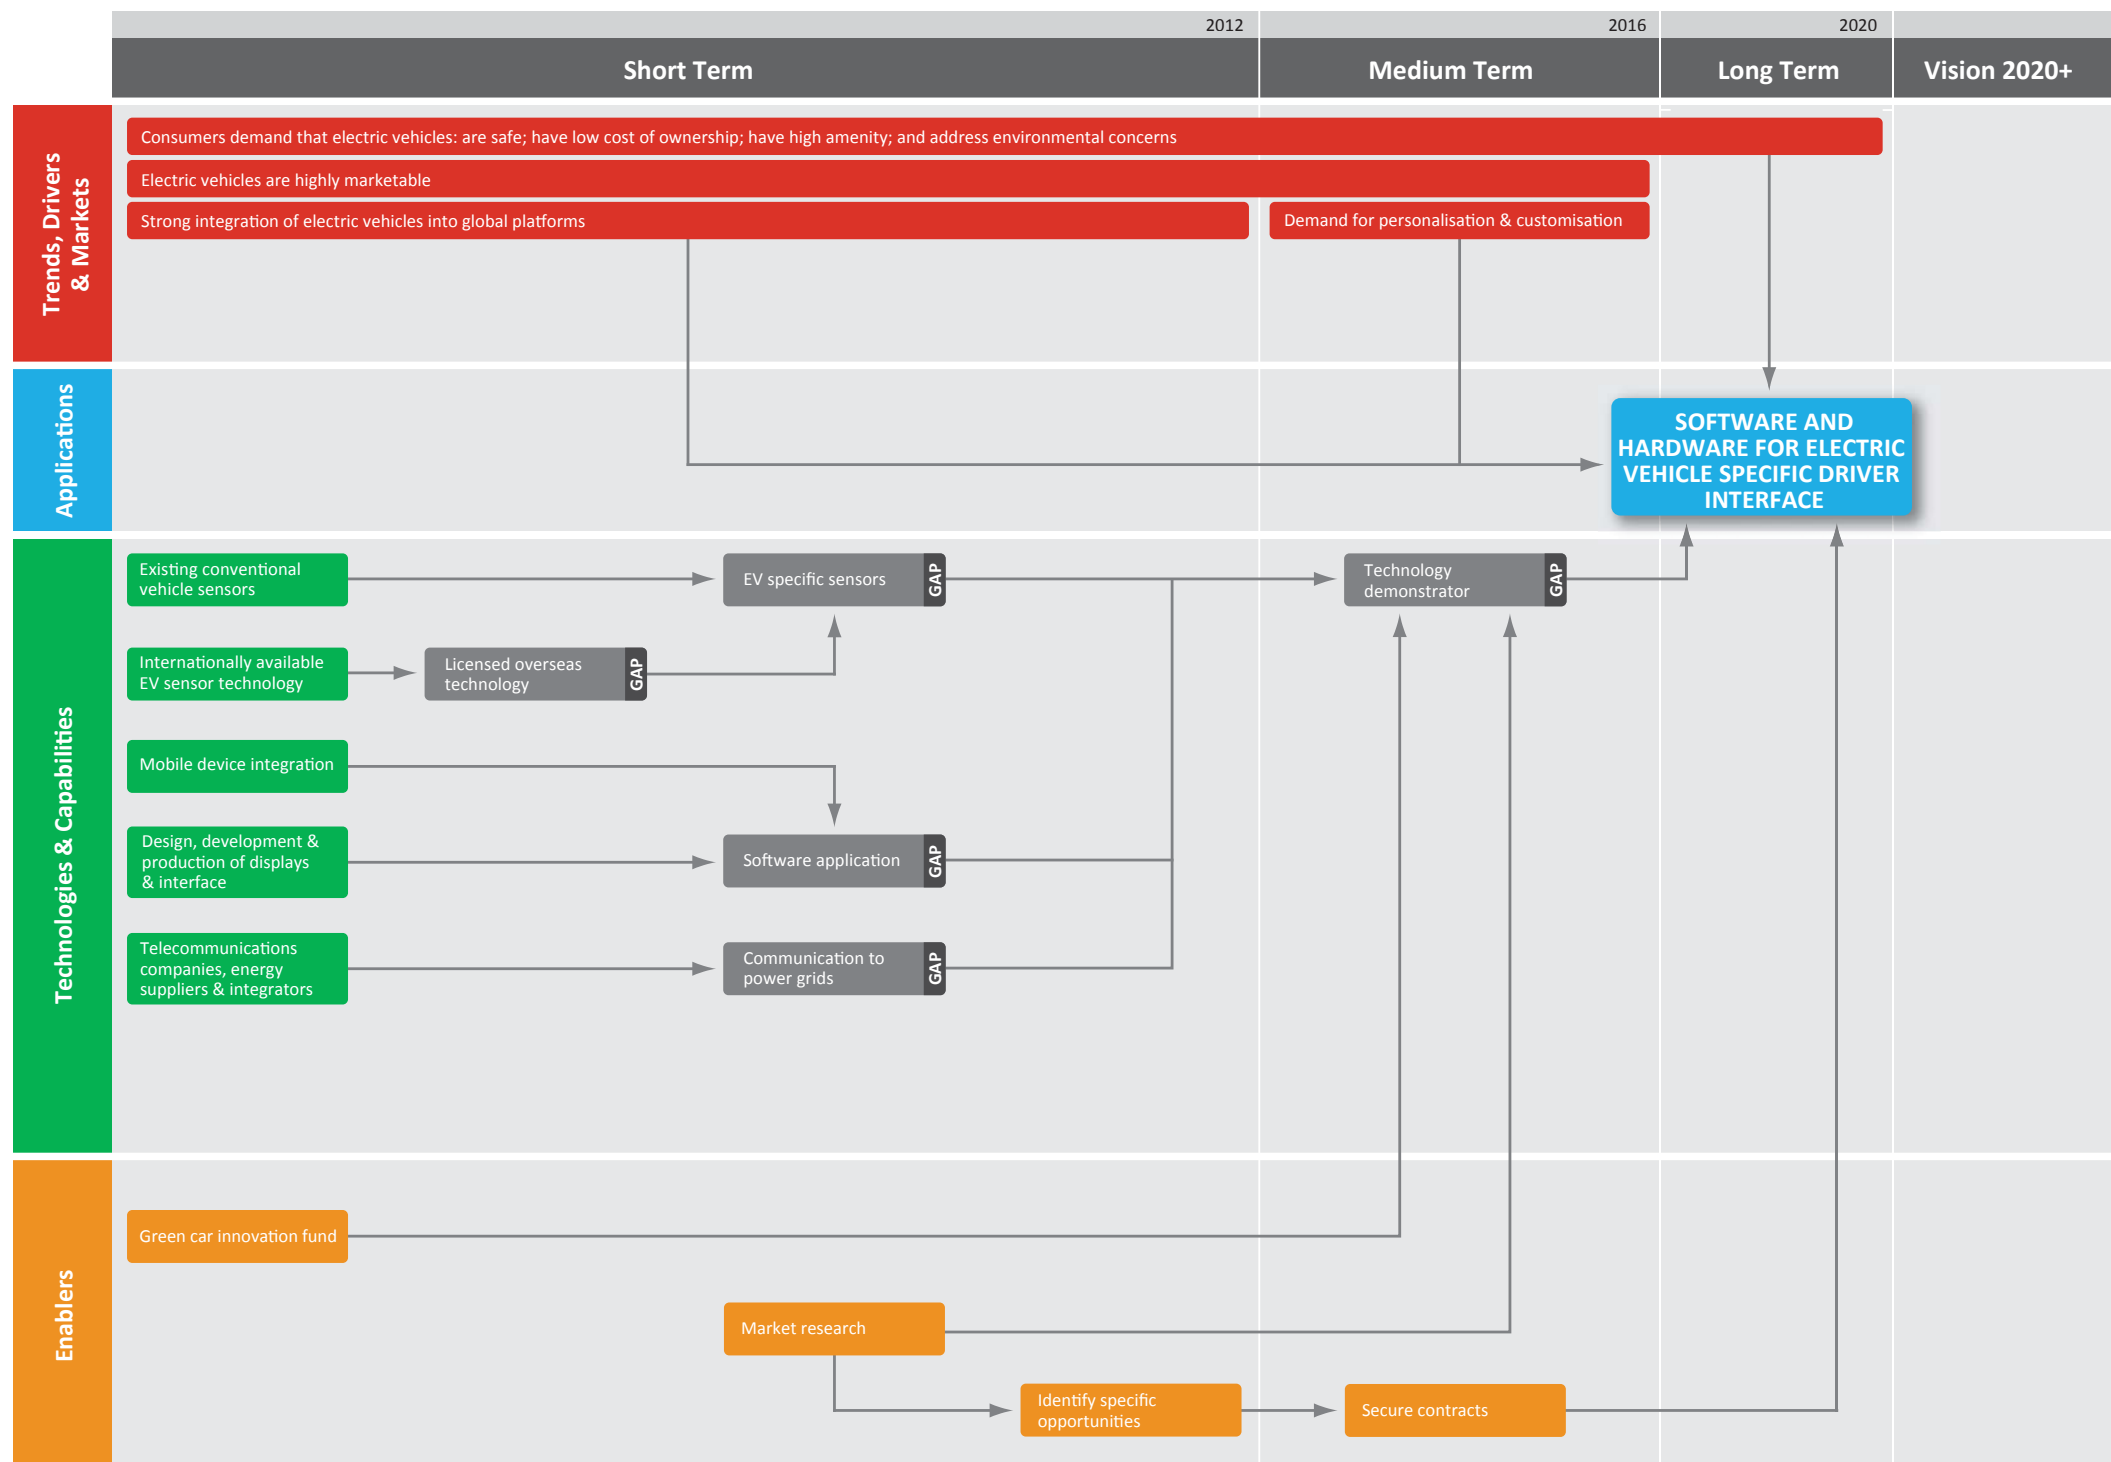 2012
2016
2020
Short Term
Medium Term
Long Term
Vision 2020+
Trends, Drivers
& Markets
Consumers demand that electric vehicles: are safe; have low cost of ownership; have high amenity; and address environmental concerns
Electric vehicles are highly marketable
Strong integration of electric vehicles into global platforms
Demand for personalisation & customisation
Applications
SOFTWARE AND
HARDWARE FOR ELECTRIC
VEHICLE SPECIFIC DRIVER
INTERFACE
Technologies & Capabilities
Existing conventional
vehicle sensors
EV specific sensors
GAP
Technology
demonstrator
GAP
Internationally available
EV sensor technology
Licensed overseas
technology
GAP
Mobile device integration
Design, development &
production of displays
& interface
Software application
GAP
Telecommunications
companies, energy
suppliers & integrators
Communication to
power grids
GAP
Enablers
Green car innovation fund
Market research
Identify specific
opportunities
Secure contracts